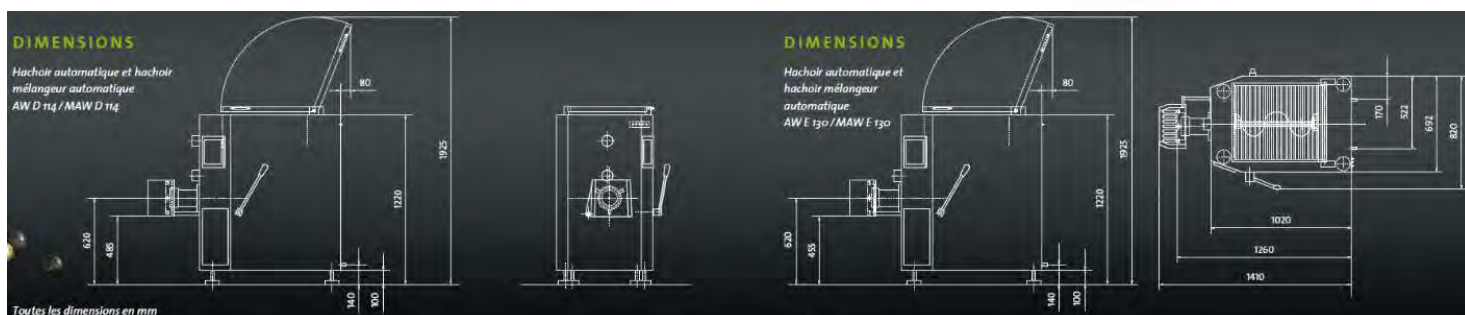 DIMENSIONS
Hachoir automatique et hachoir
mélangeur automatique
AW D 114 / MAW D 114
80
1925
1220
620
485
140
100
Toutes les dimensions en mm
DIMENSIONS
Hachoir automatique et
hachoir mélangeur
automatique
AW E 130 / MAW E 130
80
1925
1220
620
455
140
100
170
522
692
820
1020
1260
1410